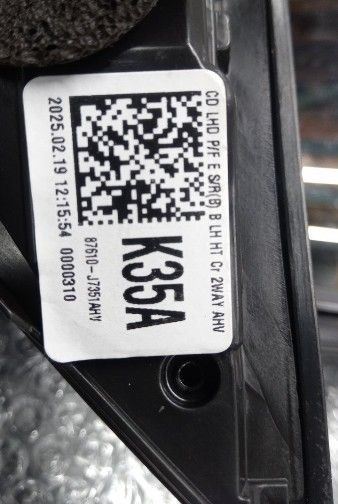 CD LHD P/F E S/R(B) B LH HT Cr 2WAY AHV
K35A
87610-J7351AHV
2025.02.19 12:15:54 0000310